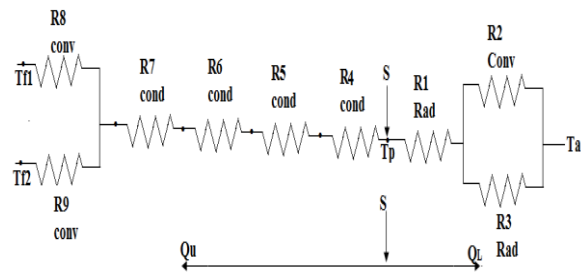 R8
conv
Tf1
R7
cond
R6
cond
R5
cond
R4
cond
S
R1
Rad
R2
Conv
Tp
Ta
Tf2
R9
conv
R3
Rad
S
Qu
QL